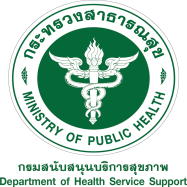 กระทรวงสาธารณสุข
MINISTRY OF PUBLIC HEALTH
กรมสนับสนุนบริการสุขภาพ
Department of Health Service Support